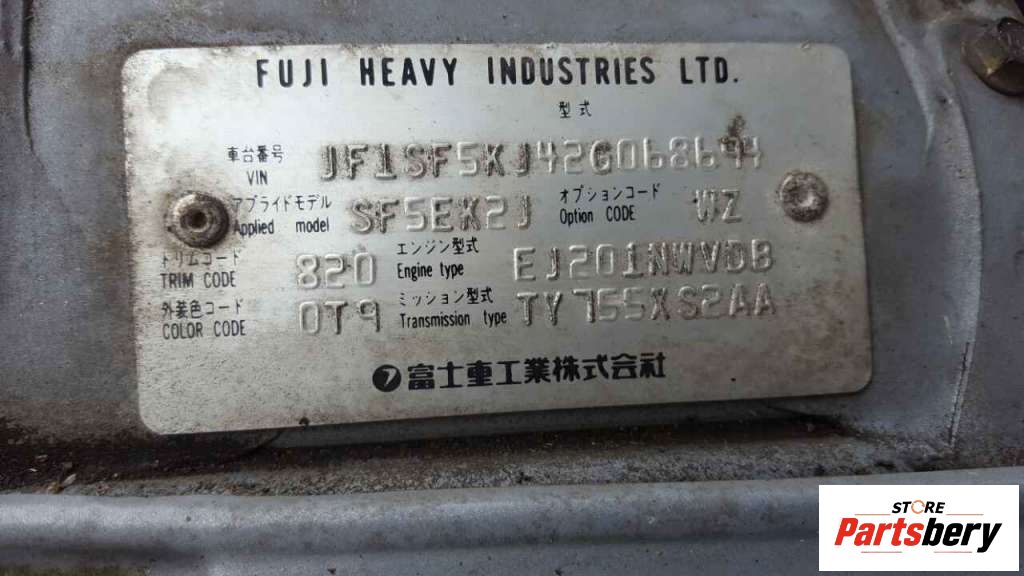 FUJI HEAVY INDUSTRIES LTD.
型式
車台番号 VIN JF1SF5KJ42G068644
アプライドモデル Applied model SF5EX2J オプションコード Option CODE WZ
トリムコード TRIM CODE 820 エンジン型式 Engine type EJ201NWVDB
外装色コード COLOR CODE 0T9 ミッション型式 Transmission type TY755XS2AA
富士重工業株式会社
STORE
Partsbery